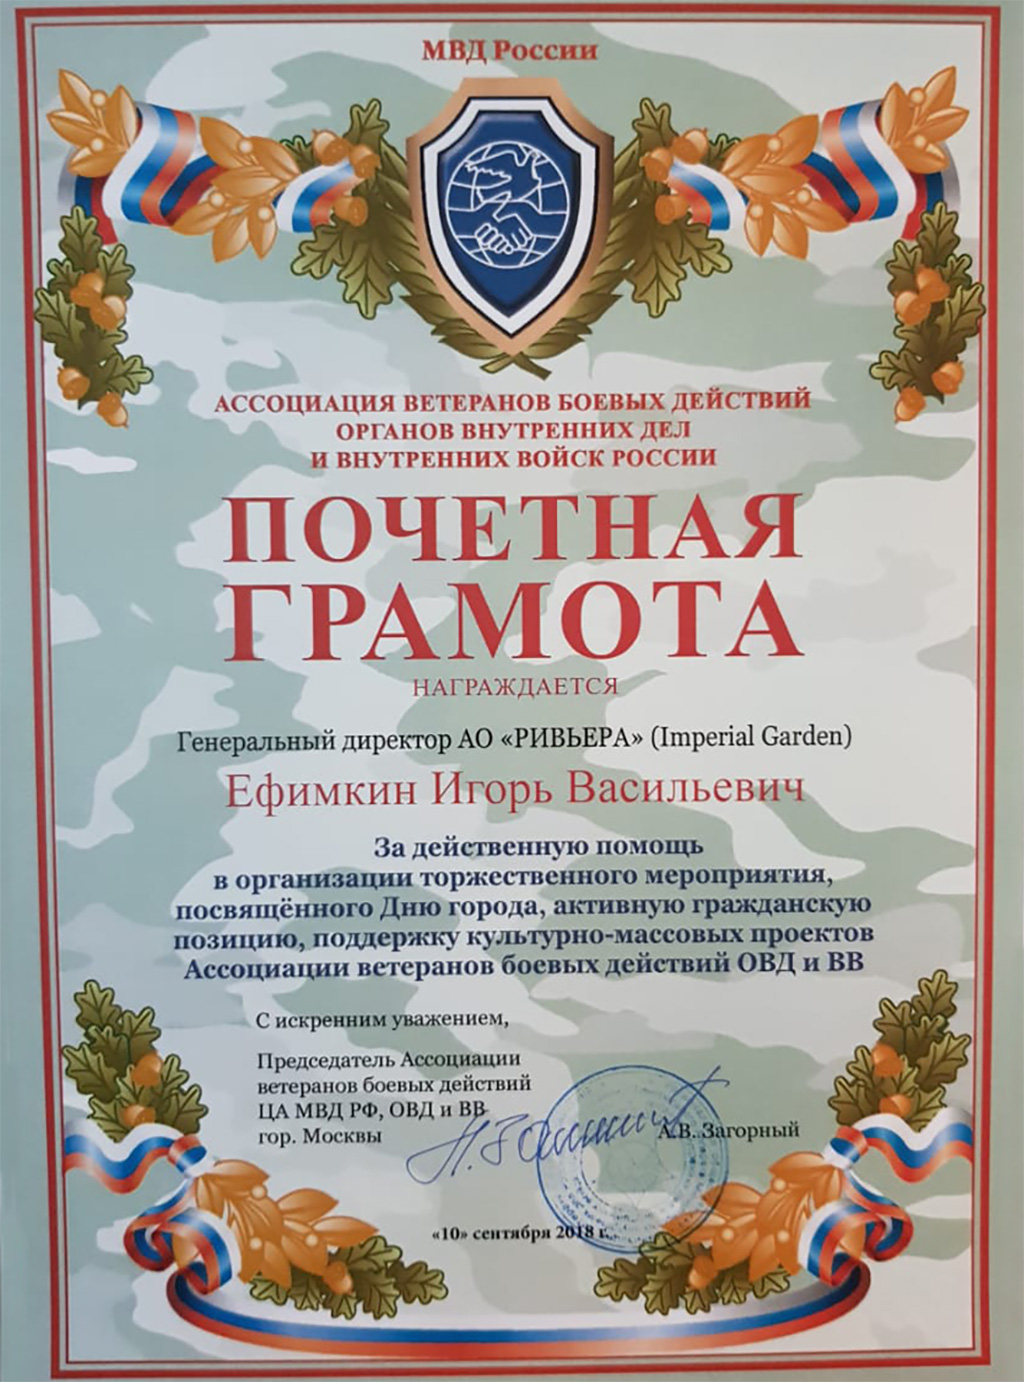 МВД России
АССОЦИАЦИЯ ВЕТЕРАНОВ БОЕВЫХ ДЕЙСТВИЙ
ОРГАНОВ ВНУТРЕННИХ ДЕЛ
И ВНУТРЕННИХ ВОЙСК РОССИИ
ПОЧЕТНАЯ
ГРАМОТА
НАГРАЖДАЕТСЯ
Генеральный директор АО «РИВЬЕРА» (Imperial Garden)
Ефимкин Игорь Васильевич
За действенную помощь
в организации торжественного мероприятия,
посвящённого Дню города, активную гражданскую
позицию, поддержку культурно-массовых проектов
Ассоциации ветеранов боевых действий ОВД и ВВ
С искренним уважением,
Председатель Ассоциации
ветеранов боевых действий
ЦА МВД РФ, ОВД и ВВ
гор. Москвы
А.В. Загорный
«10» сентября 2018 г.